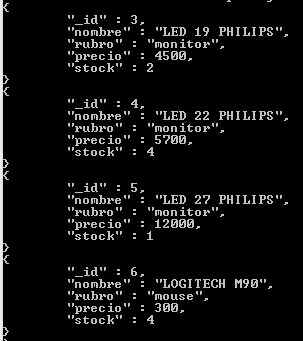 {
"_id" : 3,
"nombre" : "LED 19 PHILIPS",
"rubro" : "monitor",
"precio" : 4500,
"stock" : 2
}
{
"_id" : 4,
"nombre" : "LED 22 PHILIPS",
"rubro" : "monitor",
"precio" : 5700,
"stock" : 4
}
{
"_id" : 5,
"nombre" : "LED 27 PHILIPS",
"rubro" : "monitor",
"precio" : 12000,
"stock" : 1
}
{
"_id" : 6,
"nombre" : "LOGITECH M90",
"rubro" : "mouse",
"precio" : 300,
"stock" : 4
}